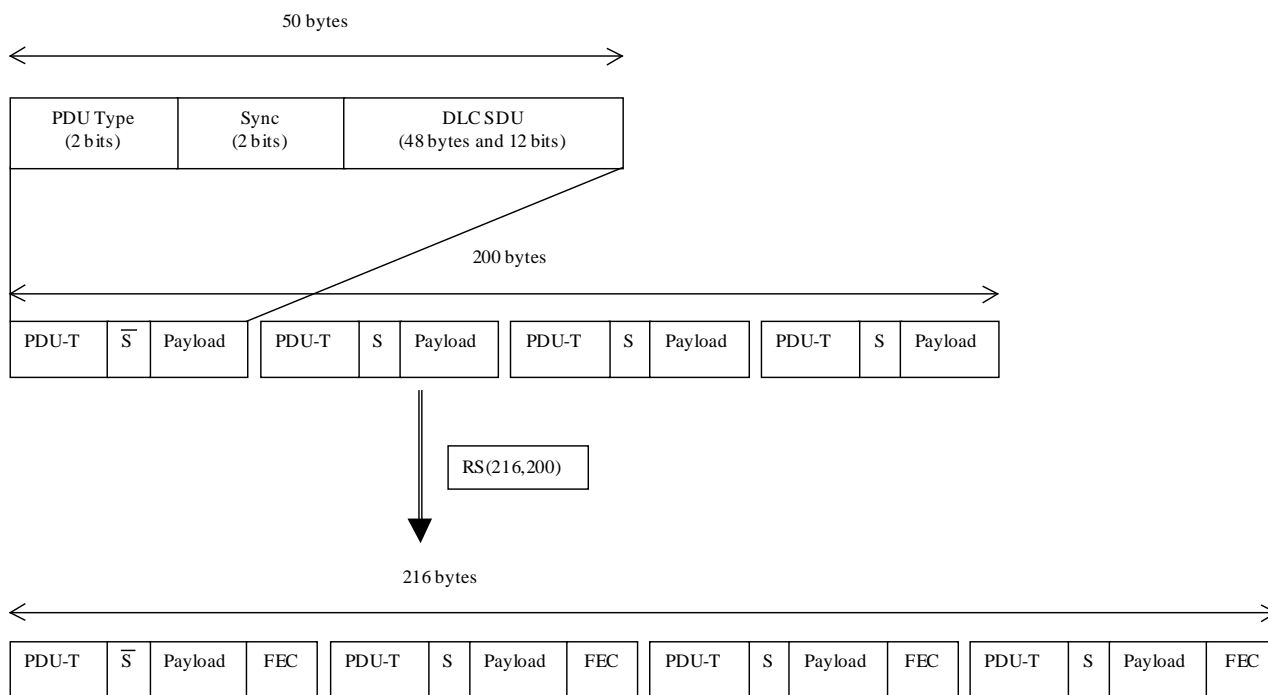 50 bytes
PDU Type
(2 bits)
Sync
(2 bits)
DLC SDU
(48 bytes and 12 bits)
200 bytes
PDU-T S̅ Payload PDU-T S Payload PDU-T S Payload PDU-T S Payload
RS(216,200)
216 bytes
PDU-T S̅ Payload FEC PDU-T S Payload FEC PDU-T S Payload FEC PDU-T S Payload FEC